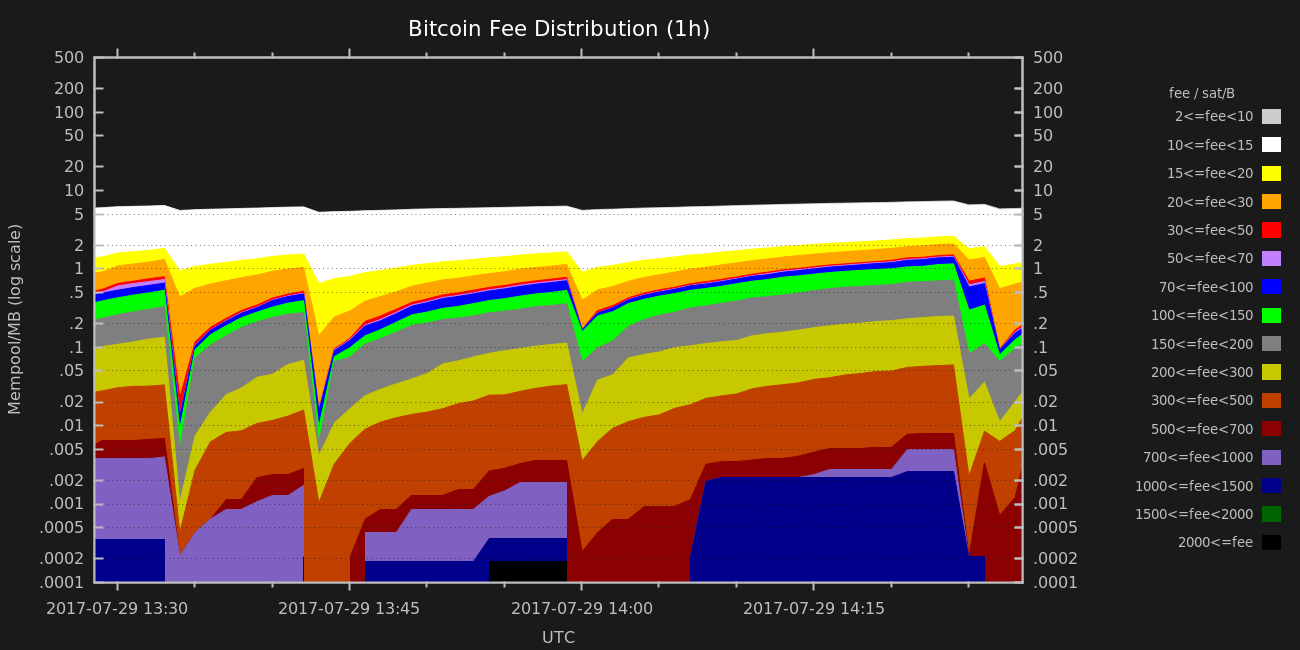 Bitcoin Fee Distribution (1h)
Mempool/MB (log scale)
500
200
100
50
20
10
5
2
1
.5
.2
.1
.05
.02
.01
.005
.002
.001
.0005
.0002
.0001
500
200
100
50
20
10
5
2
1
.5
.2
.1
.05
.02
.01
.005
.002
.001
.0005
.0002
.0001
2017-07-29 13:30 2017-07-29 13:45 2017-07-29 14:00 2017-07-29 14:15
UTC
fee / sat/B
2<=fee<10
10<=fee<15
15<=fee<20
20<=fee<30
30<=fee<50
50<=fee<70
70<=fee<100
100<=fee<150
150<=fee<200
200<=fee<300
300<=fee<500
500<=fee<700
700<=fee<1000
1000<=fee<1500
1500<=fee<2000
2000<=fee